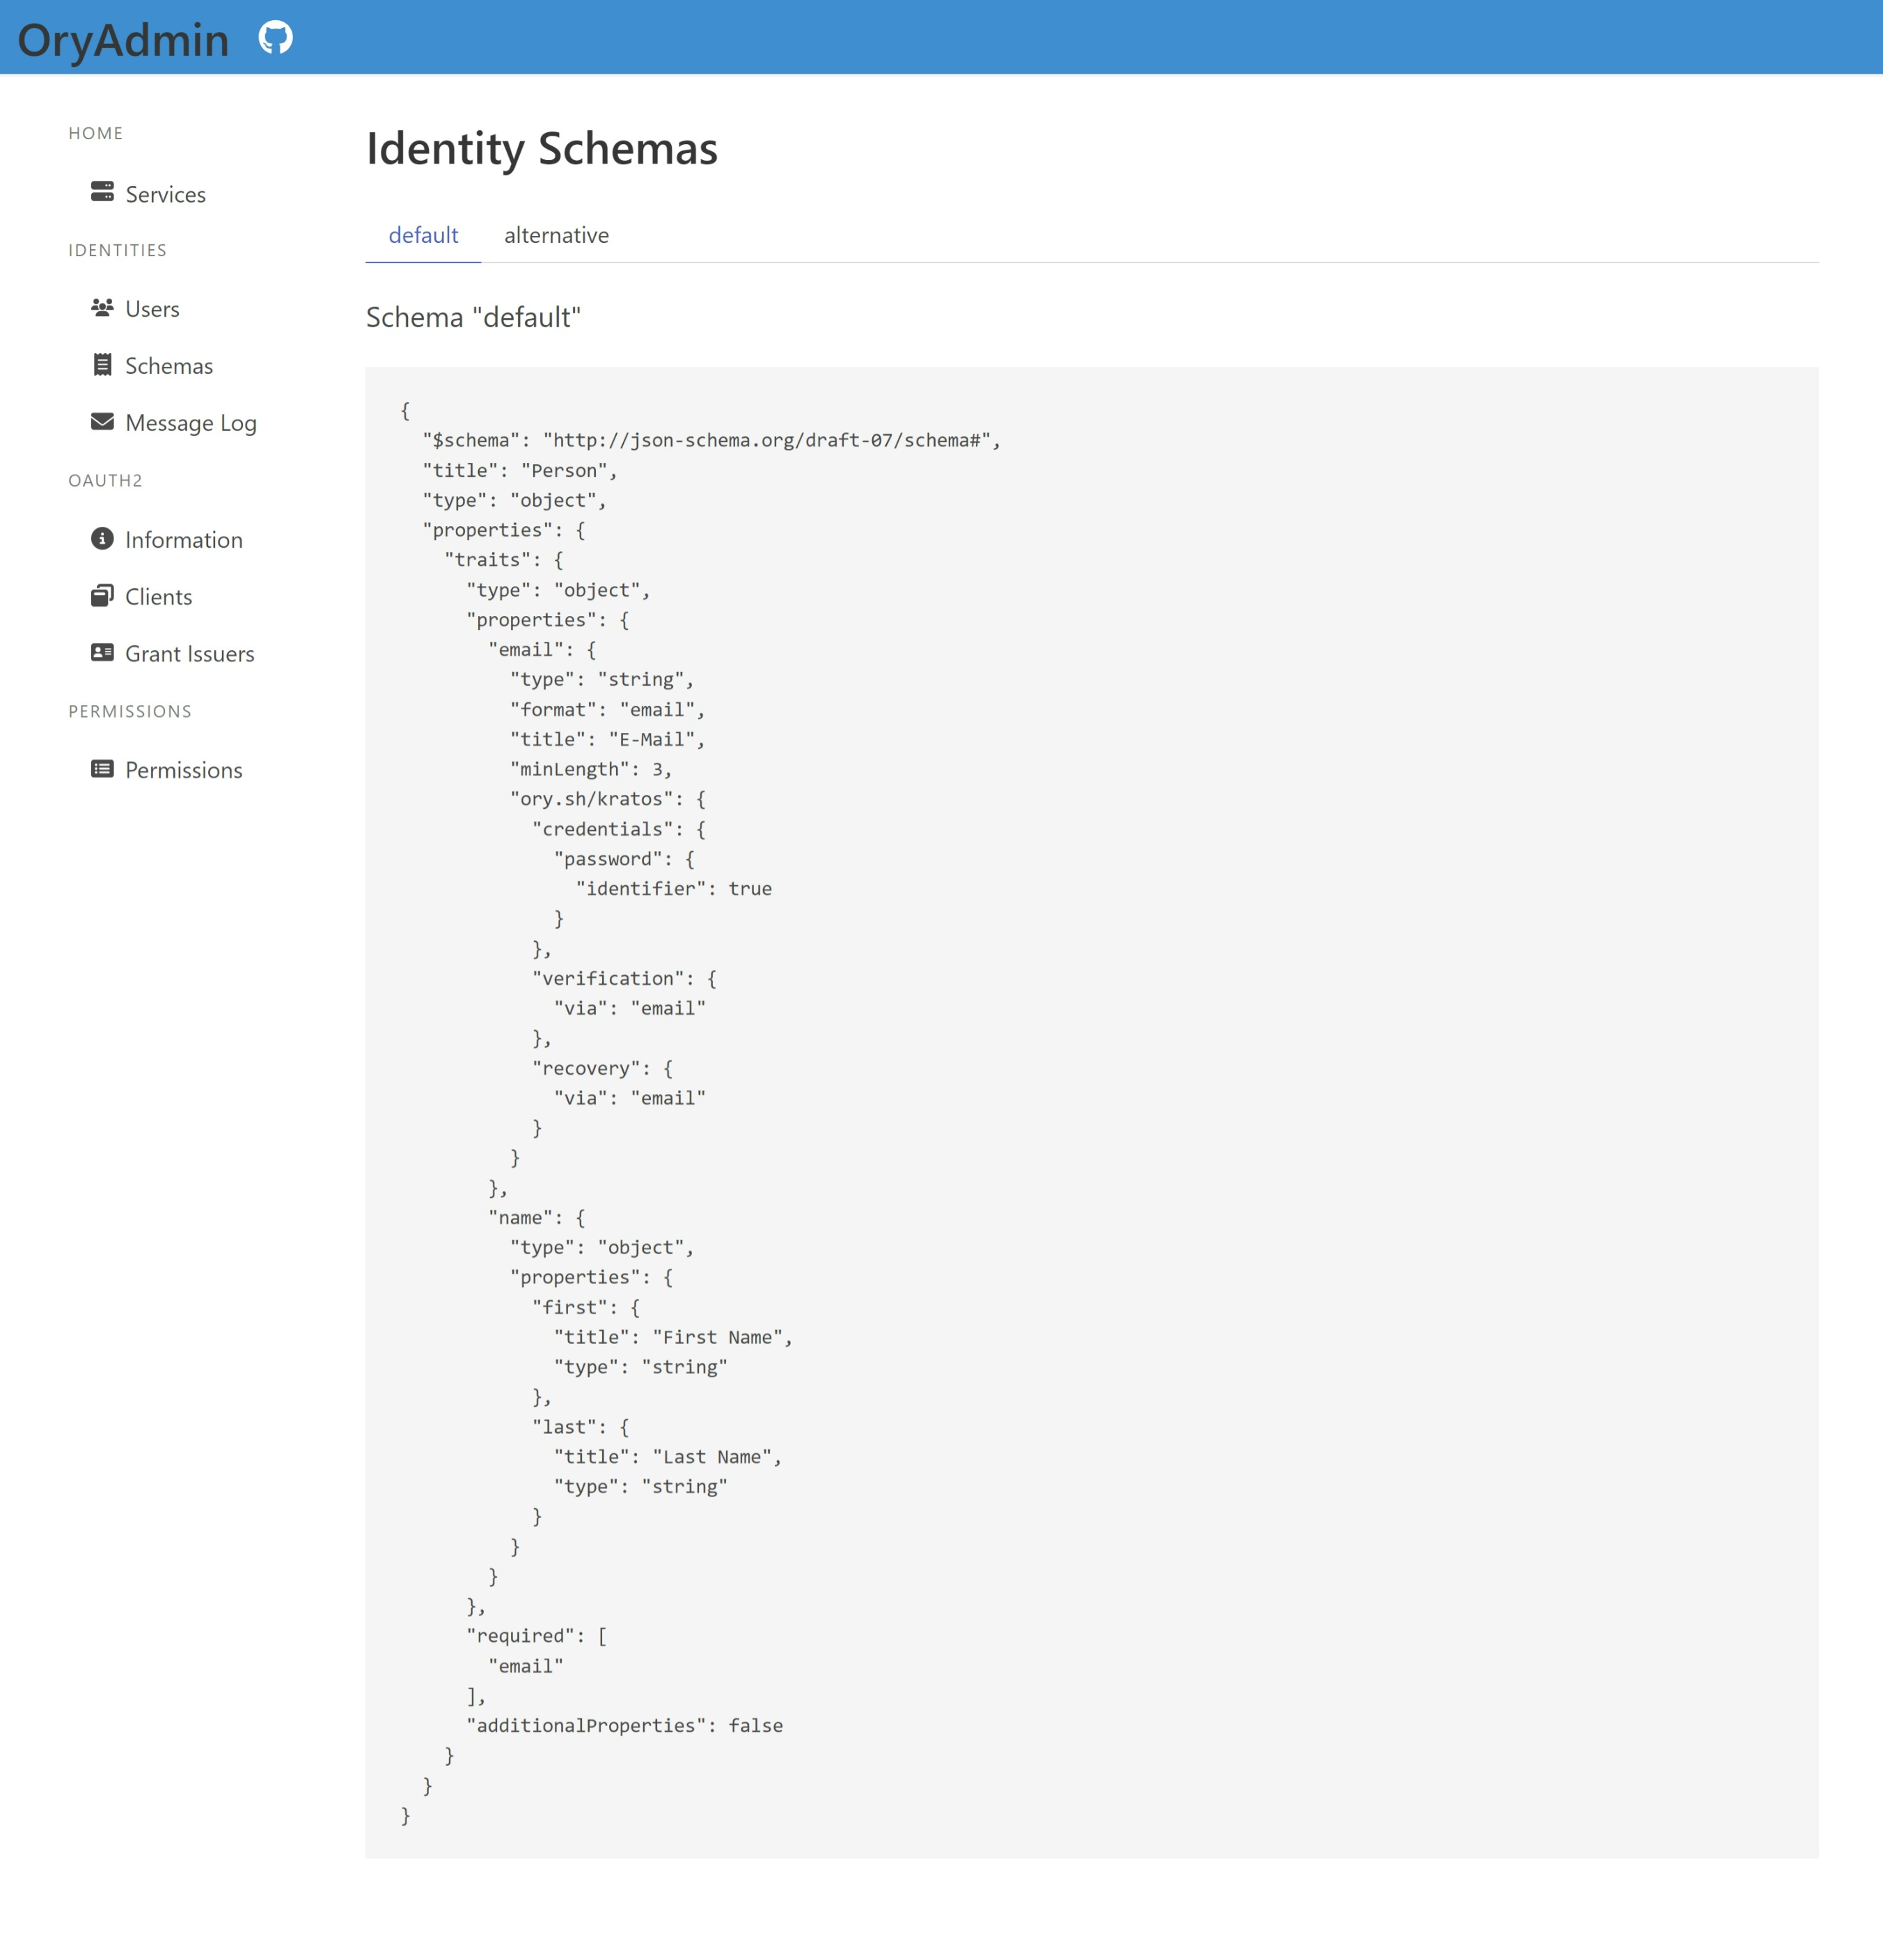 OryAdmin
HOME
Services
IDENTITIES
Users
Schemas
Message Log
OAUTH2
Information
Clients
Grant Issuers
PERMISSIONS
Permissions
Identity Schemas
default alternative
Schema "default"
{
  "$schema": "http://json-schema.org/draft-07/schema#",
  "title": "Person",
  "type": "object",
  "properties": {
    "traits": {
      "type": "object",
      "properties": {
        "email": {
          "type": "string",
          "format": "email",
          "title": "E-Mail",
          "minLength": 3,
          "ory.sh/kratos": {
            "credentials": {
              "password": {
                "identifier": true
              }
            },
            "verification": {
              "via": "email"
            },
            "recovery": {
              "via": "email"
            }
          }
        },
        "name": {
          "type": "object",
          "properties": {
            "first": {
              "title": "First Name",
              "type": "string"
            },
            "last": {
              "title": "Last Name",
              "type": "string"
            }
          }
        }
      },
      "required": [
        "email"
      ],
      "additionalProperties": false
    }
  }
}